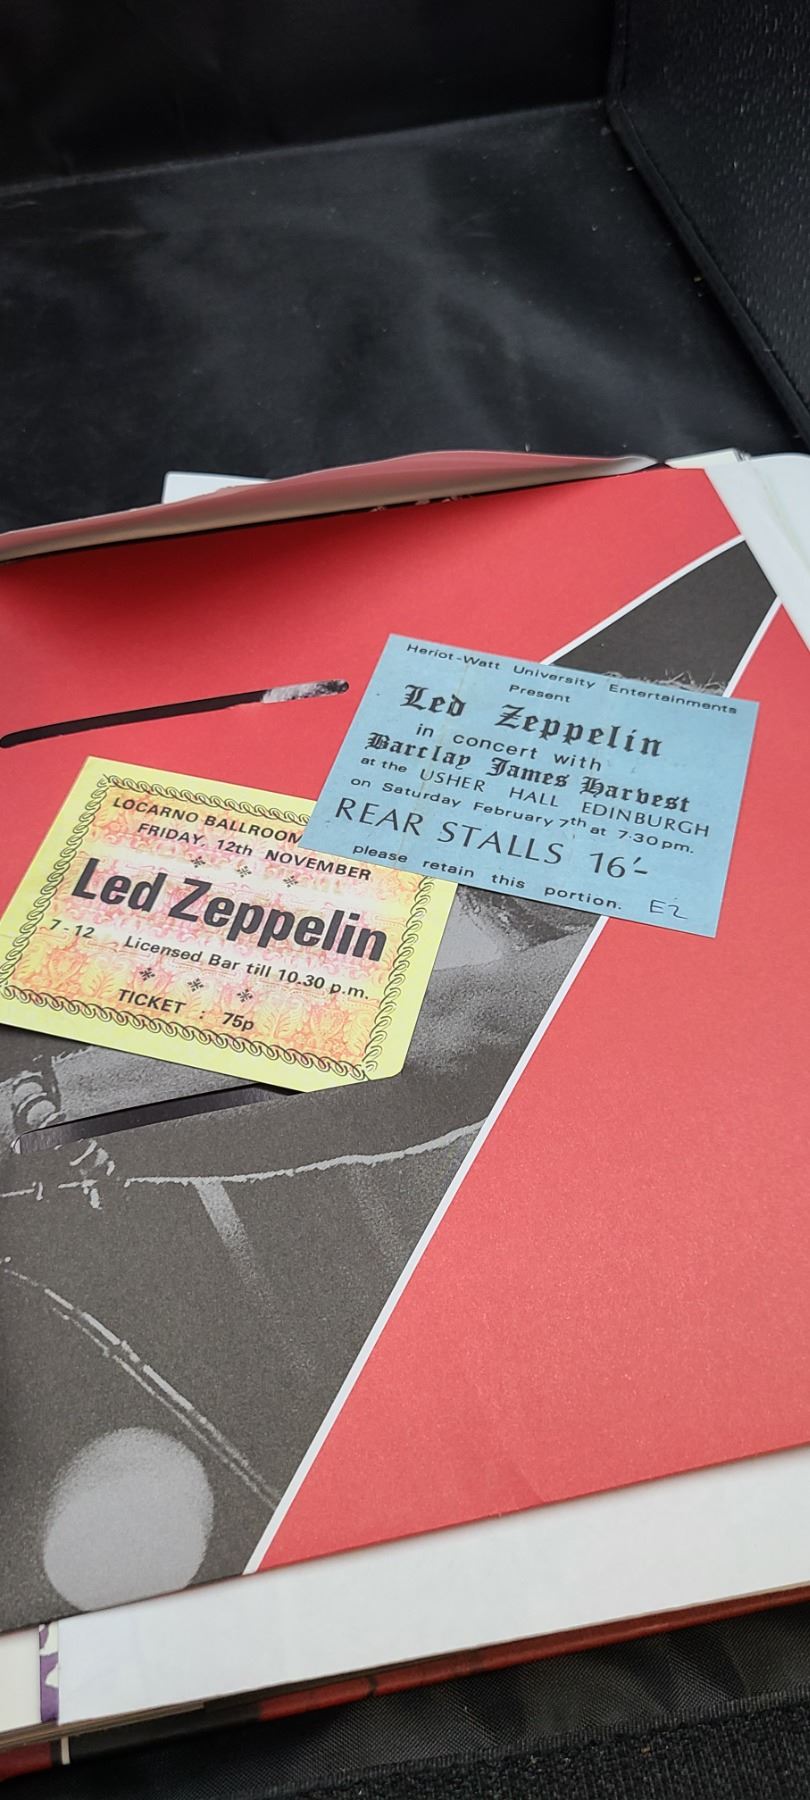 Heriot-Watt University Entertainments
Present
Led Zeppelin
in concert with
Barclay James Harvest
at the USHER HALL EDINBURGH
on Saturday February 7th at 7:30pm.
REAR STALLS 16'-
please retain this portion. E2
LOCARNO BALLROOM
FRIDAY, 12th NOVEMBER
Led Zeppelin
7-12 Licensed Bar till 10.30 p.m.
TICKET : 75p